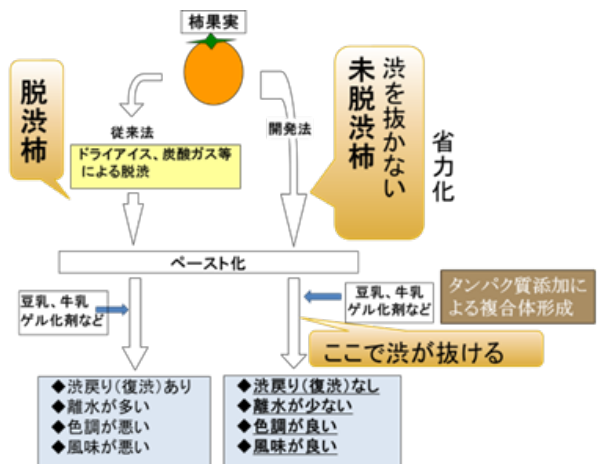 柿果実
脱渋柿
渋を抜かない
未脱渋柿
省力化
従来法
開発法
ドライアイス、炭酸ガス等
による脱渋
ペースト化
豆乳、牛乳
ゲル化剤など
豆乳、牛乳
ゲル化剤など
タンパク質添加に
よる複合体形成
ここで渋が抜ける
◆渋戻り(復渋)あり
◆離水が多い
◆色調が悪い
◆風味が悪い
◆渋戻り(復渋)なし
◆離水が少ない
◆色調が良い
◆風味が良い